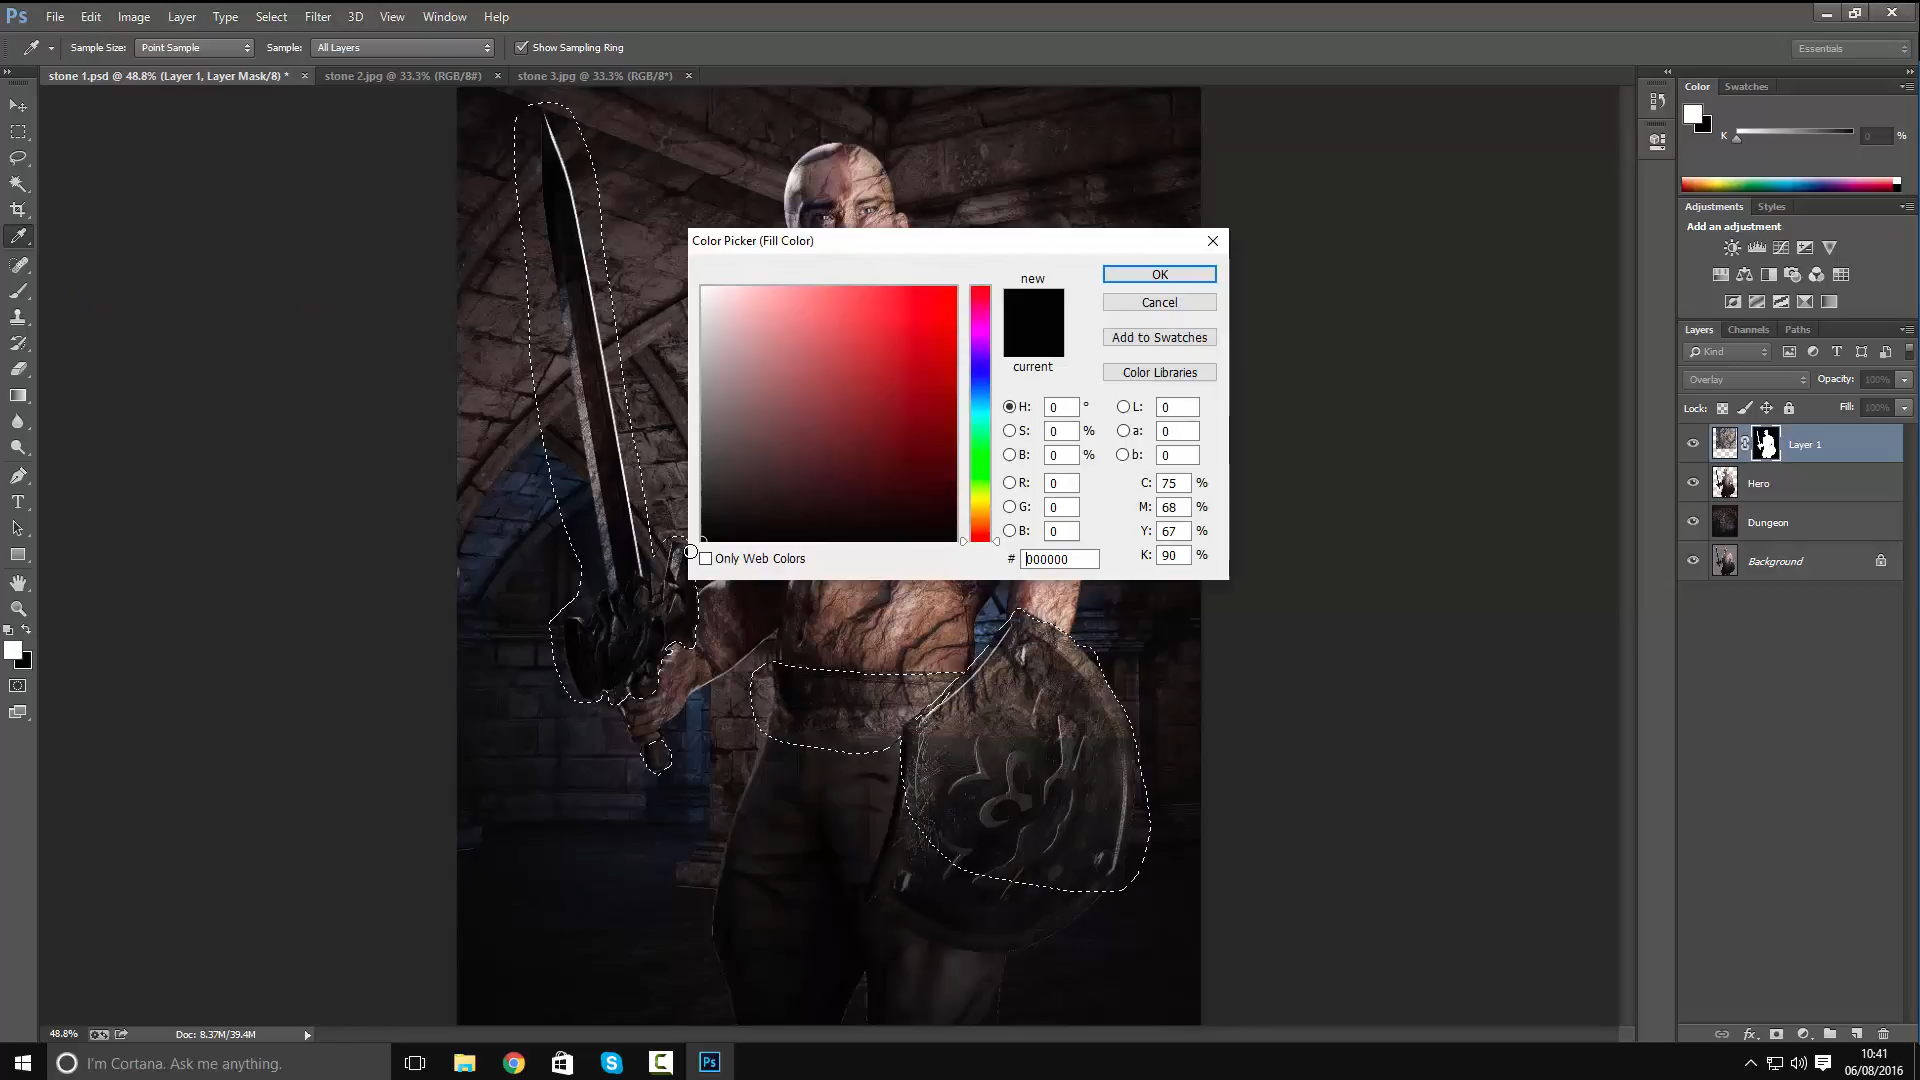 Ps File Edit Image Layer Type Select Filter 3D View Window Help
Sample Size: Point Sample Sample: All Layers Show Sampling Ring Essentials
stone 1.psd @ 48.8% (Layer 1, Layer Mask/8) * × stone 2.jpg @ 33.3% (RGB/8#) × stone 3.jpg @ 33.3% (RGB/8*) ×
Color Swatches
K 0 %
Adjustments Styles
Add an adjustment
Color Picker (Fill Color)
new
OK
Cancel
Add to Swatches
current
Color Libraries
H: 0 ° L: 0
S: 0 % a: 0
B: 0 % b: 0
R: 0 C: 75 %
G: 0 M: 68 %
B: 0 Y: 67 %
Only Web Colors # 000000 K: 90 %
Layers Channels Paths
Kind
Overlay Opacity: 100%
Lock: Fill: 100%
Layer 1
Hero
Dungeon
Background
T
48.8% Doc: 8.37M/39.4M
I'm Cortana. Ask me anything.
Ps
10:41
06/08/2016